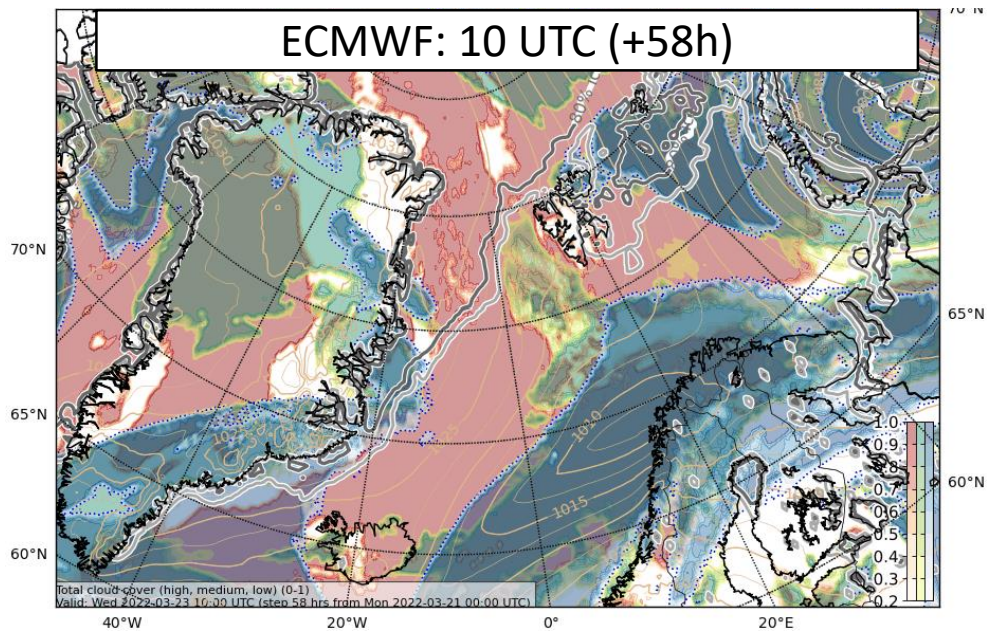 ECMWF: 10 UTC (+58h)
70°N
80%
1030
70°N
65°N
65°N
1010
1.0
0.9
0.8
0.7
0.6
0.5
0.4
0.3
0.2
1015
60°N
60°N
Total cloud cover (high, medium, low) (0-1)
Valid: Wed 2022-03-23 10:00 UTC (step 58 hrs from Mon 2022-03-21 00:00 UTC)
40°W
20°W
0°
20°E